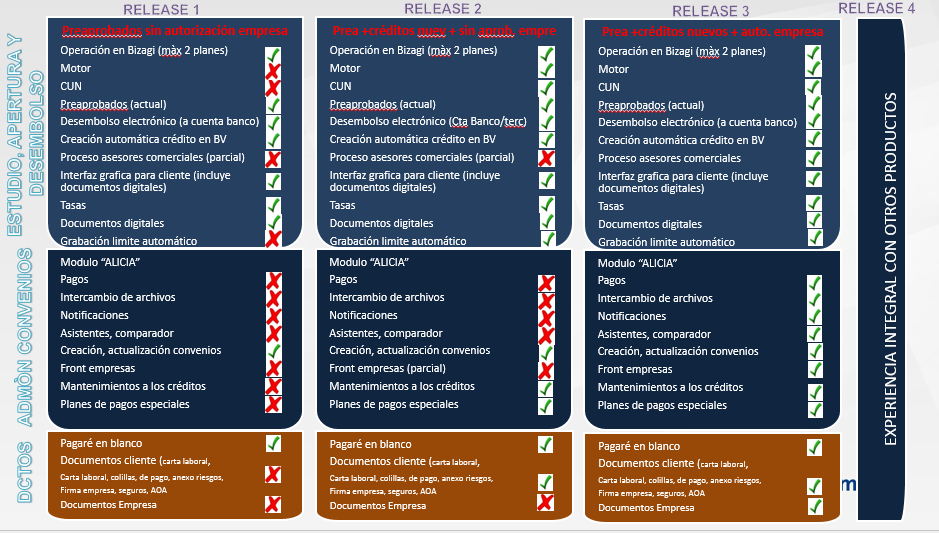 RELEASE 1
RELEASE 2
RELEASE 3
RELEASE 4
ESTUDIO, APERTURA Y
DESEMBOLSO
Preaprobados sin autorización empresa
Operación en Bizagi (màx 2 planes)
Motor
CUN
Preaprobados (actual)
Desembolso electrónico (a cuenta banco)
Creación automática crédito en BV
Proceso asesores comerciales (parcial)
Interfaz grafica para cliente (incluye
documentos digitales)
Tasas
Documentos digitales
Grabación limite automático
Prea +créditos nuev + sin aprob. empre
Operación en Bizagi (màx 2 planes)
Motor
CUN
Preaprobados (actual)
Desembolso electrónico (Cta Banco/terc)
Creación automática crédito en BV
Proceso asesores comerciales (parcial)
Interfaz grafica para cliente (incluye
documentos digitales)
Tasas
Documentos digitales
Grabación limite automático
Prea +créditos nuevos + auto. empresa
Operación en Bizagi (màx 2 planes)
Motor
CUN
Preaprobados (actual)
Desembolso electrónico (a cuenta banco)
Creación automática crédito en BV
Proceso asesores comerciales
Interfaz grafica para cliente (incluye
documentos digitales)
Tasas
Documentos digitales
Grabación limite automático
ADMÒN CONVENIOS
Modulo “ALICIA”
Pagos
Intercambio de archivos
Notificaciones
Asistentes, comparador
Creación, actualización convenios
Front empresas
Mantenimientos a los créditos
Planes de pagos especiales
Modulo “ALICIA”
Pagos
Intercambio de archivos
Notificaciones
Asistentes, comparador
Creación, actualización convenios
Front empresas (parcial)
Mantenimientos a los créditos
Planes de pagos especiales
Modulo “ALICIA”
Pagos
Intercambio de archivos
Notificaciones
Asistentes, comparador
Creación, actualización convenios
Front empresas
Mantenimientos a los créditos
Planes de pagos especiales
DCTOS
Pagaré en blanco
Documentos cliente (carta laboral,
Carta laboral, colillas, de pago, anexo riesgos,
Firma empresa, seguros, AOA
Documentos Empresa
Pagaré en blanco
Documentos cliente (carta laboral,
Carta laboral, colillas, de pago, anexo riesgos,
Firma empresa, seguros, AOA
Documentos Empresa
Pagaré en blanco
Documentos cliente (carta laboral,
Carta laboral, colillas, de pago, anexo riesgos,
Firma empresa, seguros, AOA
Documentos Empresa
m
EXPERIENCIA INTEGRAL CON OTROS PRODUCTOS